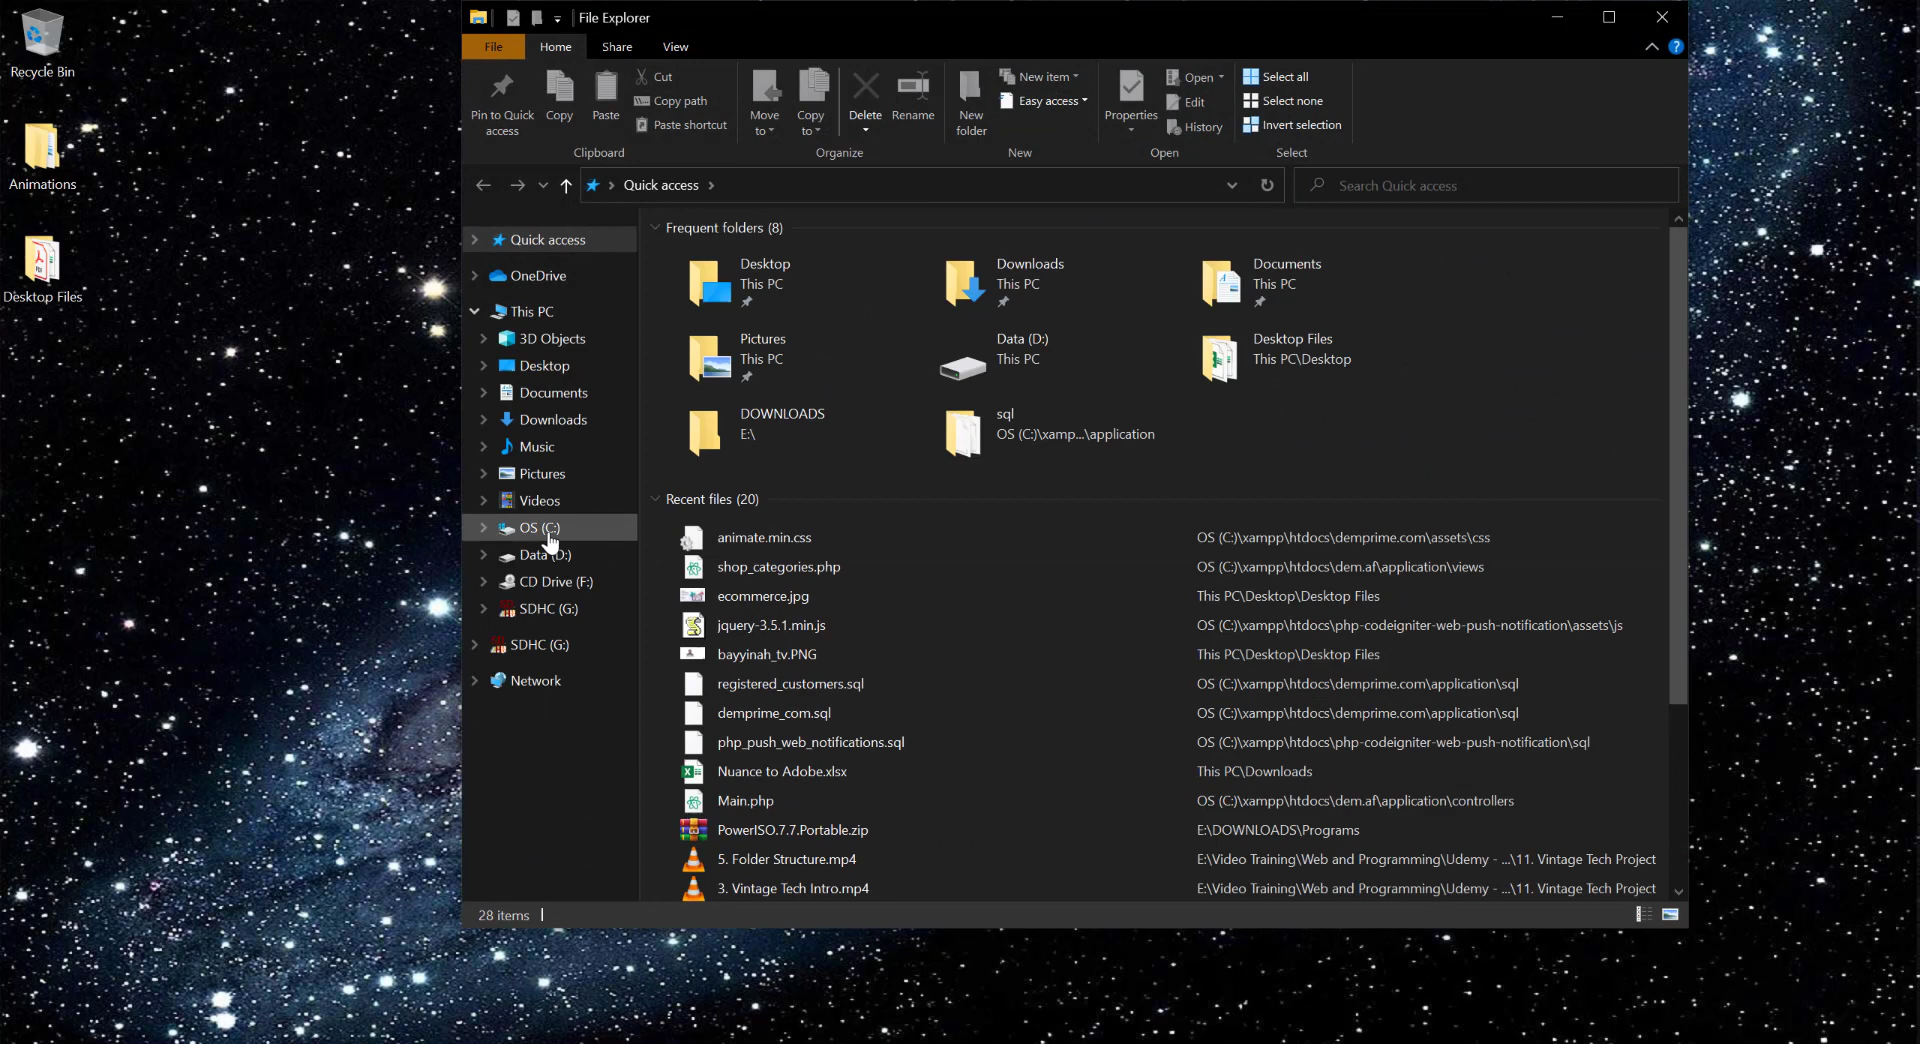 Recycle Bin
Animations
Desktop Files
File Explorer
File
Home
Share
View
Pin to Quick access
Copy
Paste
Cut
Copy path
Paste shortcut
Clipboard
Move to
Copy to
Delete
Rename
Organize
New folder
New item
Easy access
New
Properties
Open
Edit
History
Open
Select all
Select none
Invert selection
Select
Quick access
Search Quick access
Quick access
OneDrive
This PC
3D Objects
Desktop
Documents
Downloads
Music
Pictures
Videos
OS (C:)
Data (D:)
CD Drive (F:)
SDHC (G:)
SDHC (G:)
Network
Frequent folders (8)
Desktop
This PC
Downloads
This PC
Documents
This PC
Pictures
This PC
Data (D:)
This PC
Desktop Files
This PC\Desktop
DOWNLOADS
E:\
sql
OS (C:)\xamp...\application
Recent files (20)
animate.min.css OS (C:)\xampp\htdocs\demprime.com\assets\css
shop_categories.php OS (C:)\xampp\htdocs\dem.af\application\views
ecommerce.jpg This PC\Desktop\Desktop Files
jquery-3.5.1.min.js OS (C:)\xampp\htdocs\php-codeigniter-web-push-notification\assets\js
bayyinah_tv.PNG This PC\Desktop\Desktop Files
registered_customers.sql OS (C:)\xampp\htdocs\demprime.com\application\sql
demprime_com.sql OS (C:)\xampp\htdocs\demprime.com\application\sql
php_push_web_notifications.sql OS (C:)\xampp\htdocs\php-codeigniter-web-push-notification\sql
Nuance to Adobe.xlsx This PC\Downloads
Main.php OS (C:)\xampp\htdocs\dem.af\application\controllers
PowerISO.7.7.Portable.zip E:\DOWNLOADS\Programs
5. Folder Structure.mp4 E:\Video Training\Web and Programming\Udemy - ...\11. Vintage Tech Project
3. Vintage Tech Intro.mp4 E:\Video Training\Web and Programming\Udemy - ...\11. Vintage Tech Project
28 items